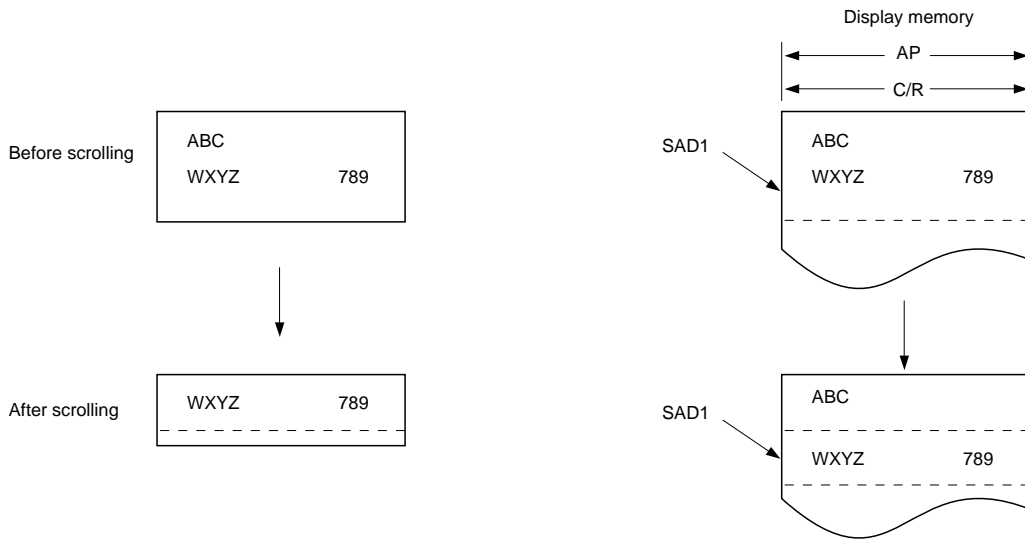 Display memory
AP
C/R
Before scrolling
ABC
WXYZ 789
SAD1
ABC
WXYZ 789
After scrolling
WXYZ 789
SAD1
ABC
WXYZ 789